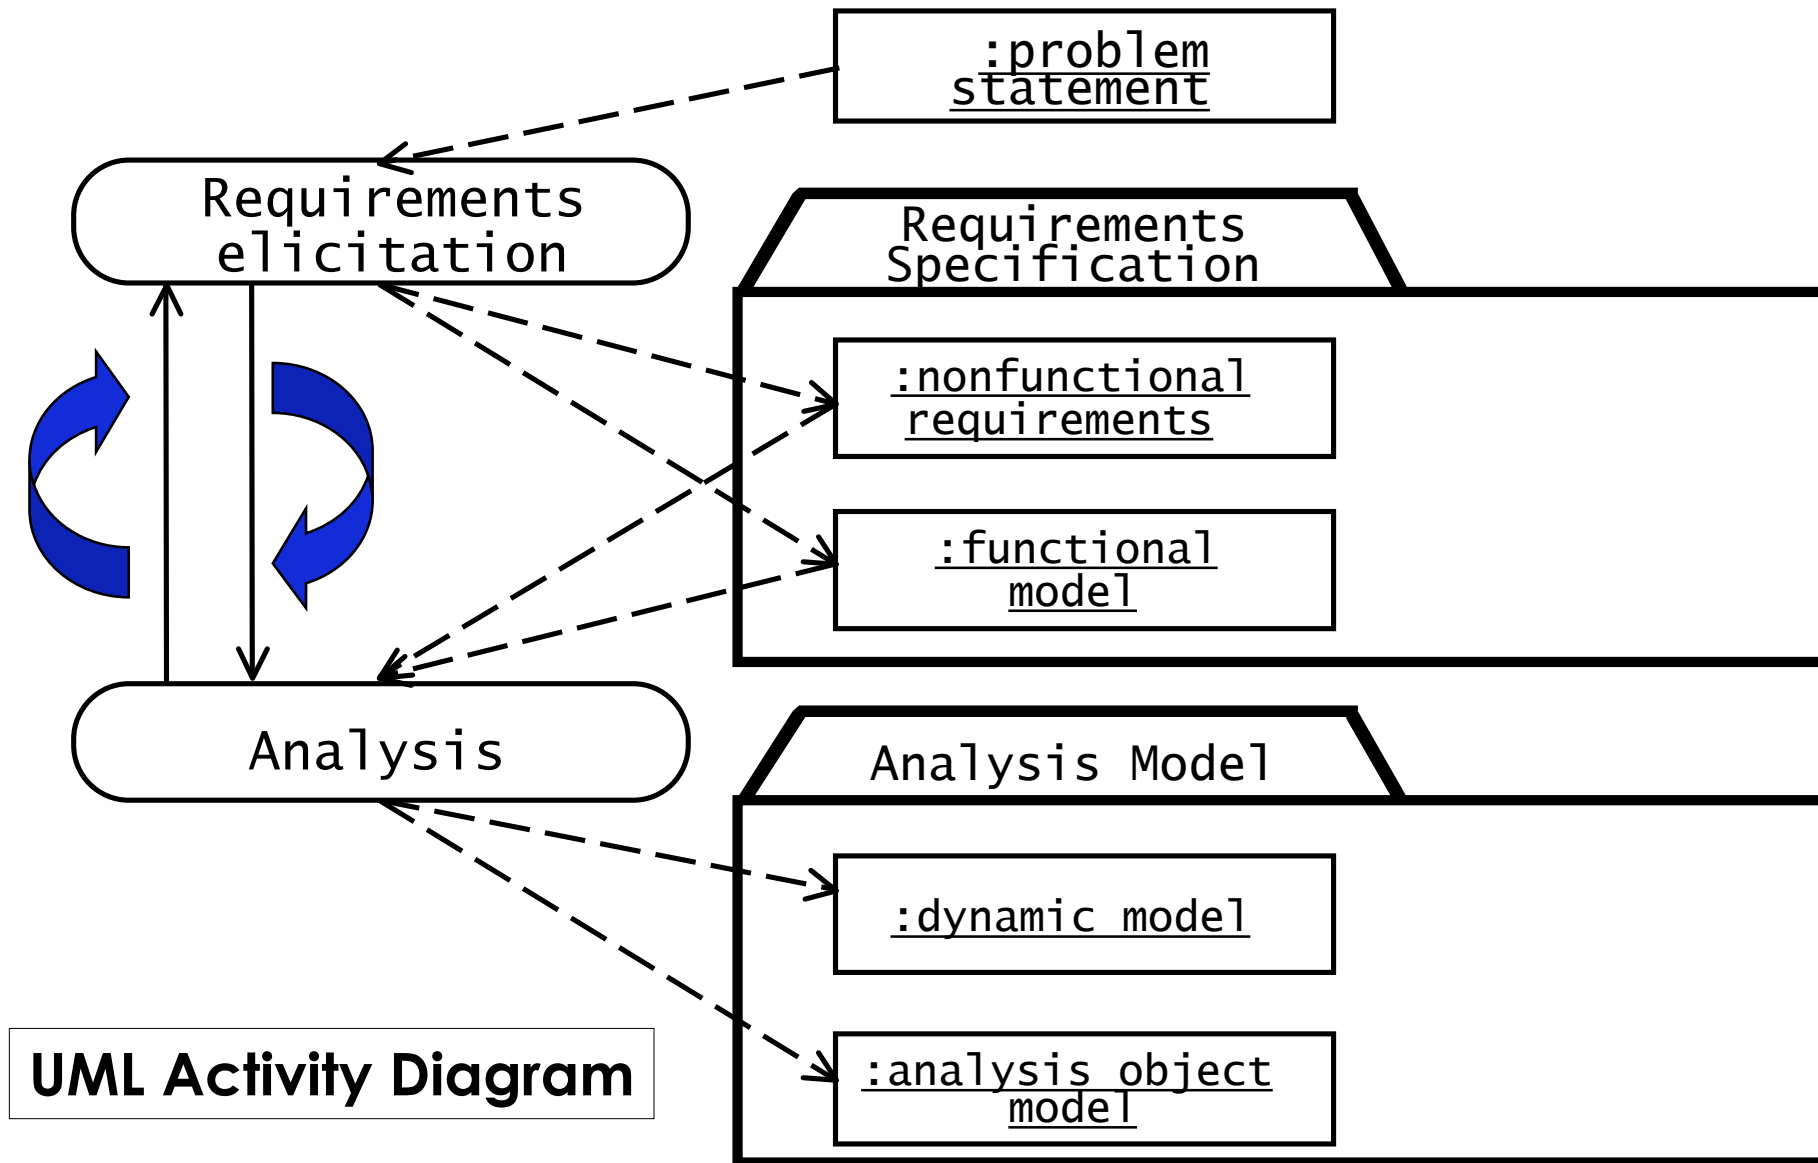 :problem
statement
Requirements
elicitation
Requirements
Specification
:nonfunctional
requirements
:functional
model
Analysis
Analysis Model
:dynamic model
:analysis object
model
UML Activity Diagram